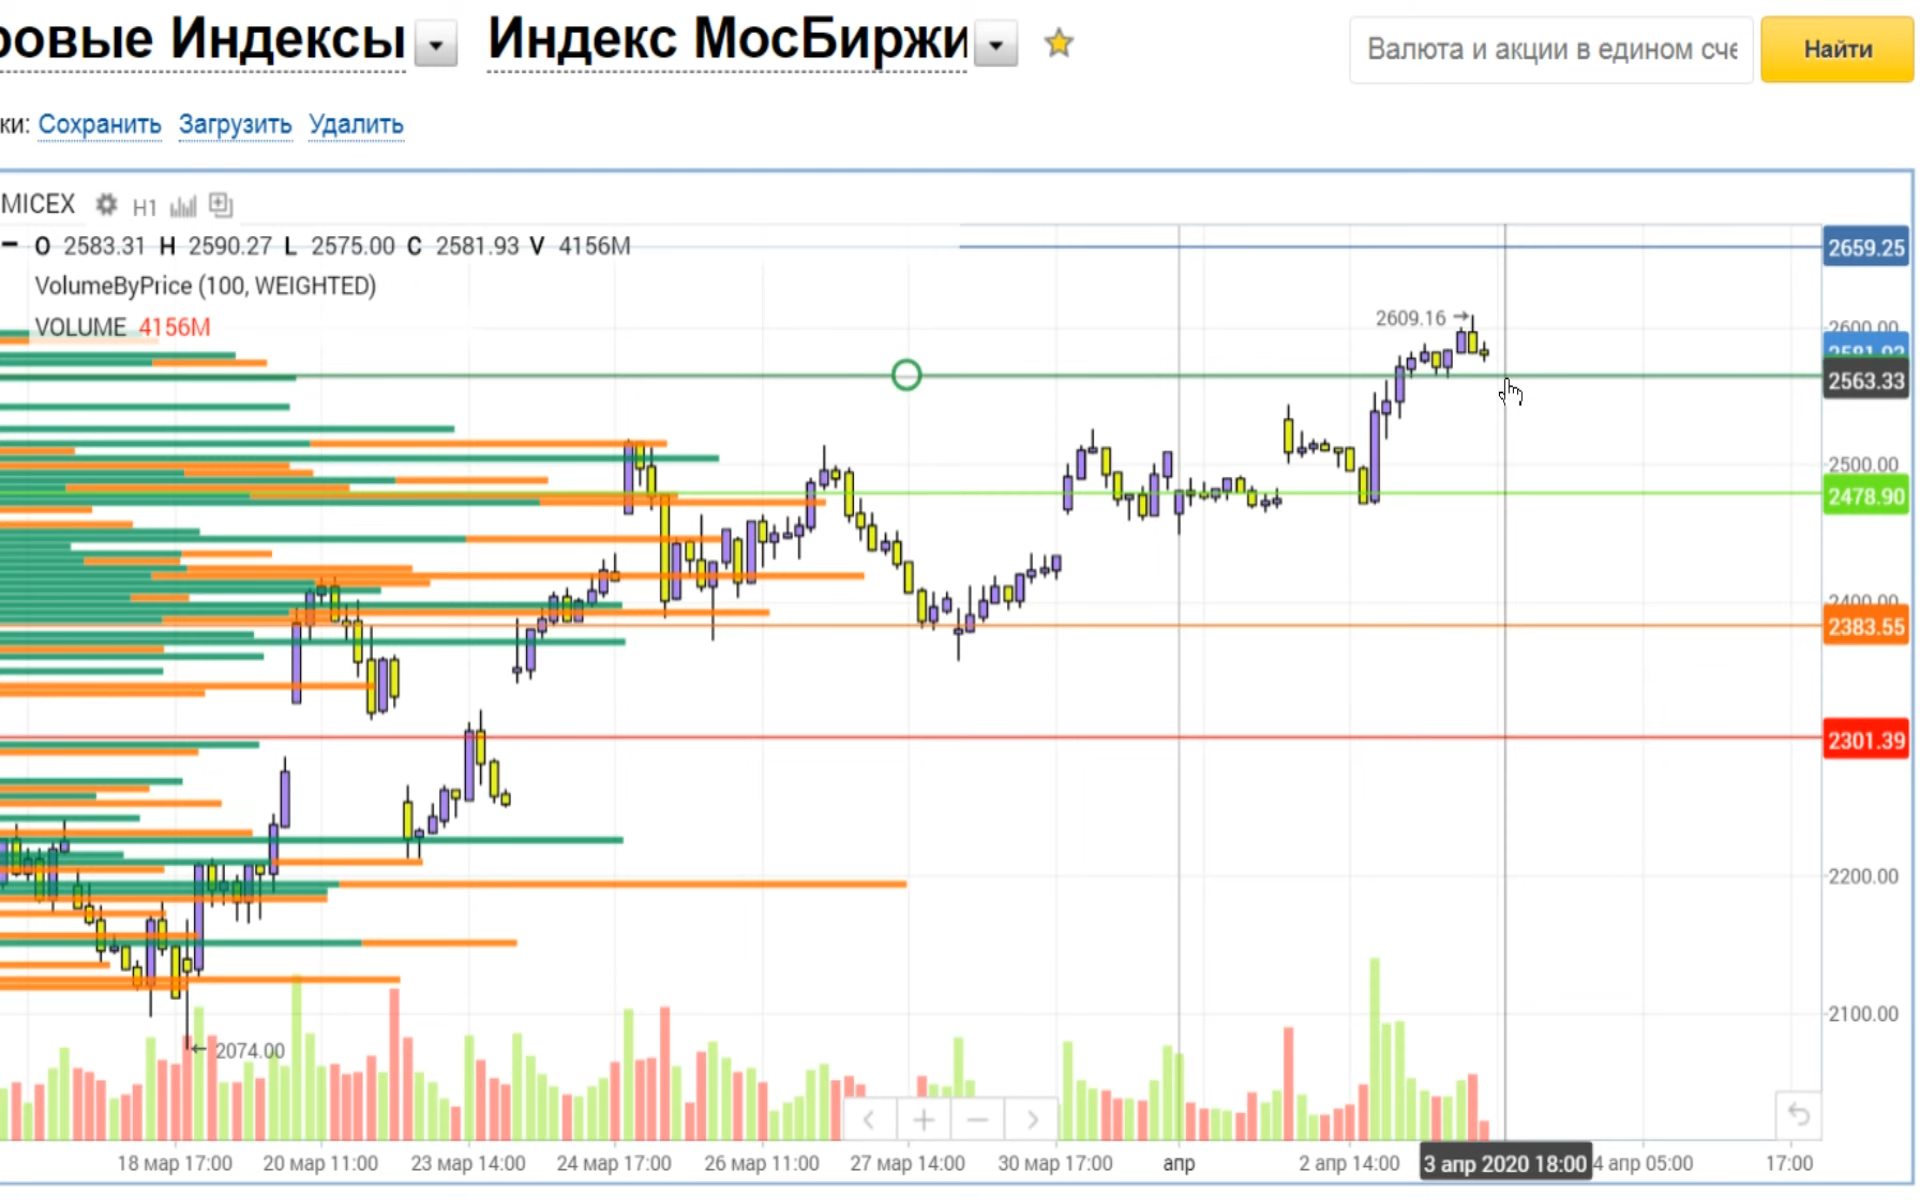 ровые Индексы Индекс МосБиржи
Валюта и акции в едином сче
Найти
ки: Сохранить Загрузить Удалить
MICEX H1
O 2583.31 H 2590.27 L 2575.00 C 2581.93 V 4156M
VolumeByPrice (100, WEIGHTED)
VOLUME 4156M
2659.25
2609.16
2600.00
2563.33
2500.00
2478.90
2400.00
2383.55
2301.39
2200.00
2100.00
2074.00
18 мар 17:00 20 мар 11:00 23 мар 14:00 24 мар 17:00 26 мар 11:00 27 мар 14:00 30 мар 17:00 апр 2 апр 14:00 3 апр 2020 18:00 4 апр 05:00 17:00